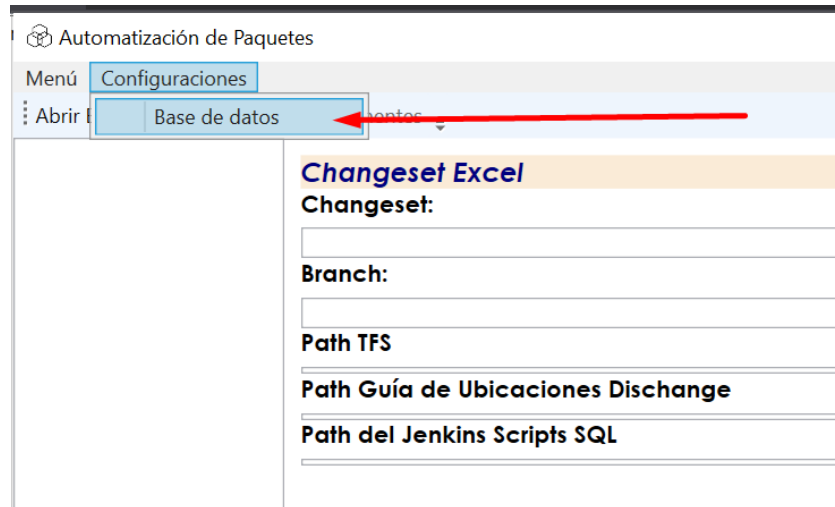 Automatización de Paquetes
Menú Configuraciones
Abrir
Base de datos
Changeset Excel
Changeset:
Branch:
Path TFS
Path Guía de Ubicaciones Dischange
Path del Jenkins Scripts SQL